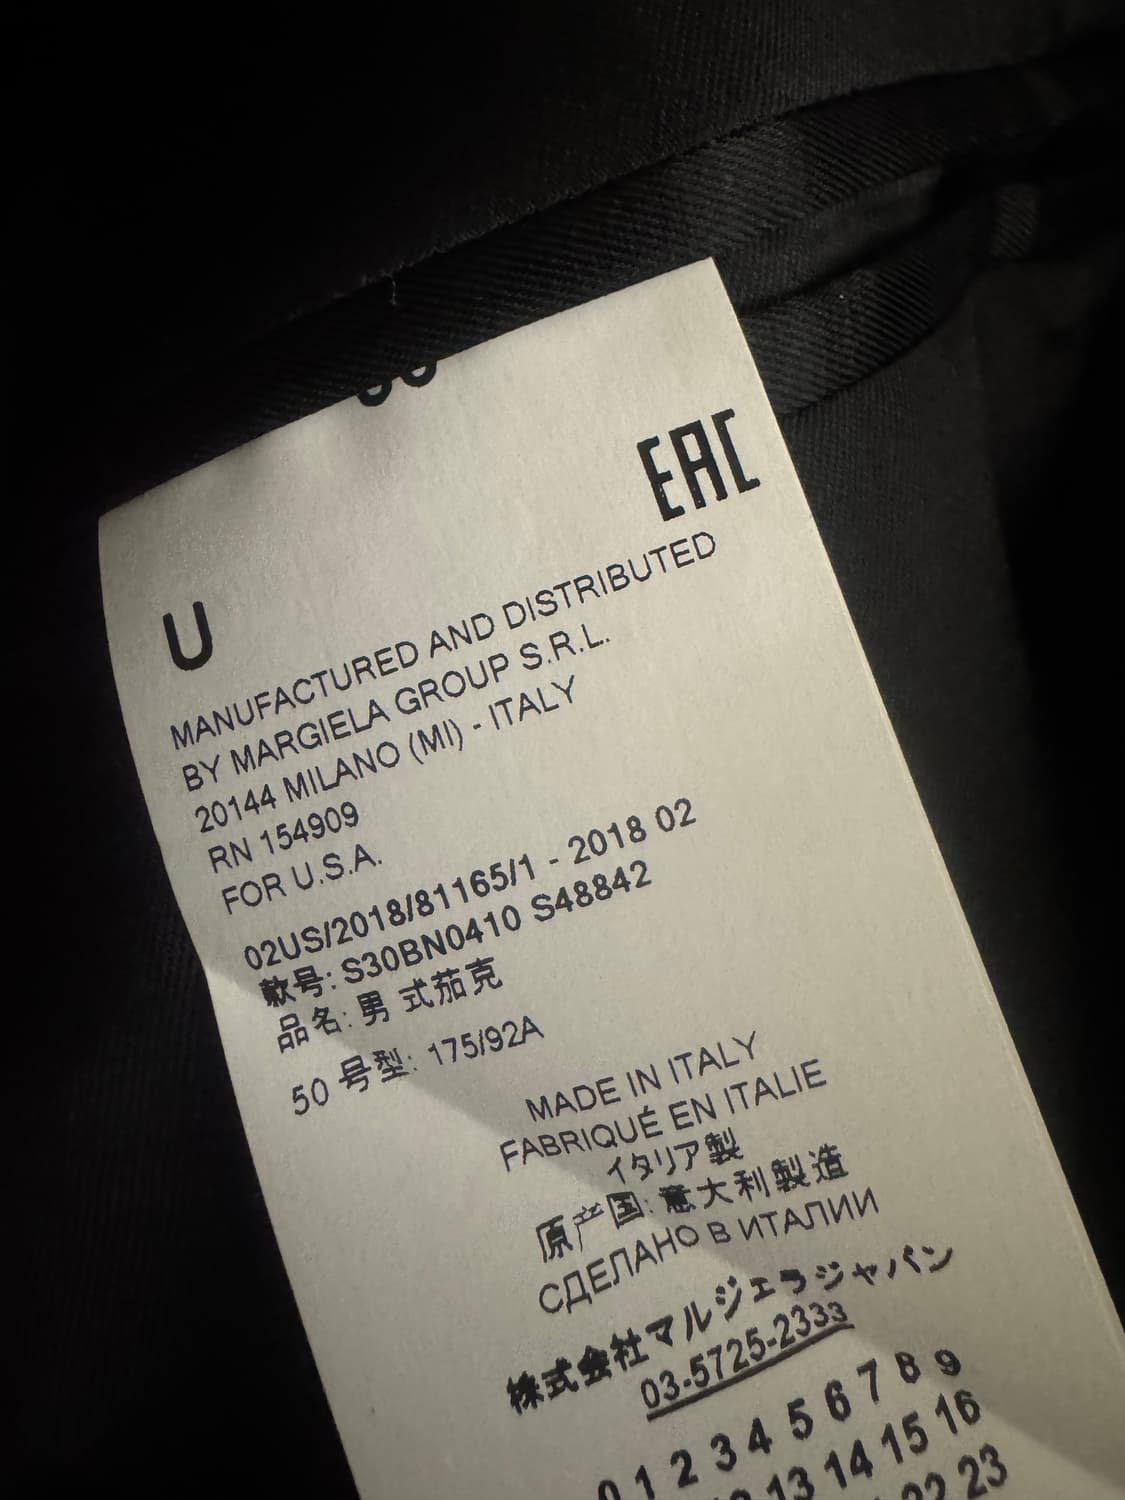 EAC
U
MANUFACTURED AND DISTRIBUTED
BY MARGIELA GROUP S.R.L.
20144 MILANO (MI) - ITALY
RN 154909
FOR U.S.A.
02US/2018/81165/1 - 2018 02
款号: S30BN0410 S48842
品名: 男 式茄克
50 号型: 175/92A
MADE IN ITALY
FABRIQUÉ EN ITALIE
イタリア製
原产国: 意大利製造
СДЕЛАНО В ИТАЛИИ
株式会社マルジェラジャパン
03-5725-2333
0 1 2 3 4 5 6 7 8 9
13 14 15 16
22 23